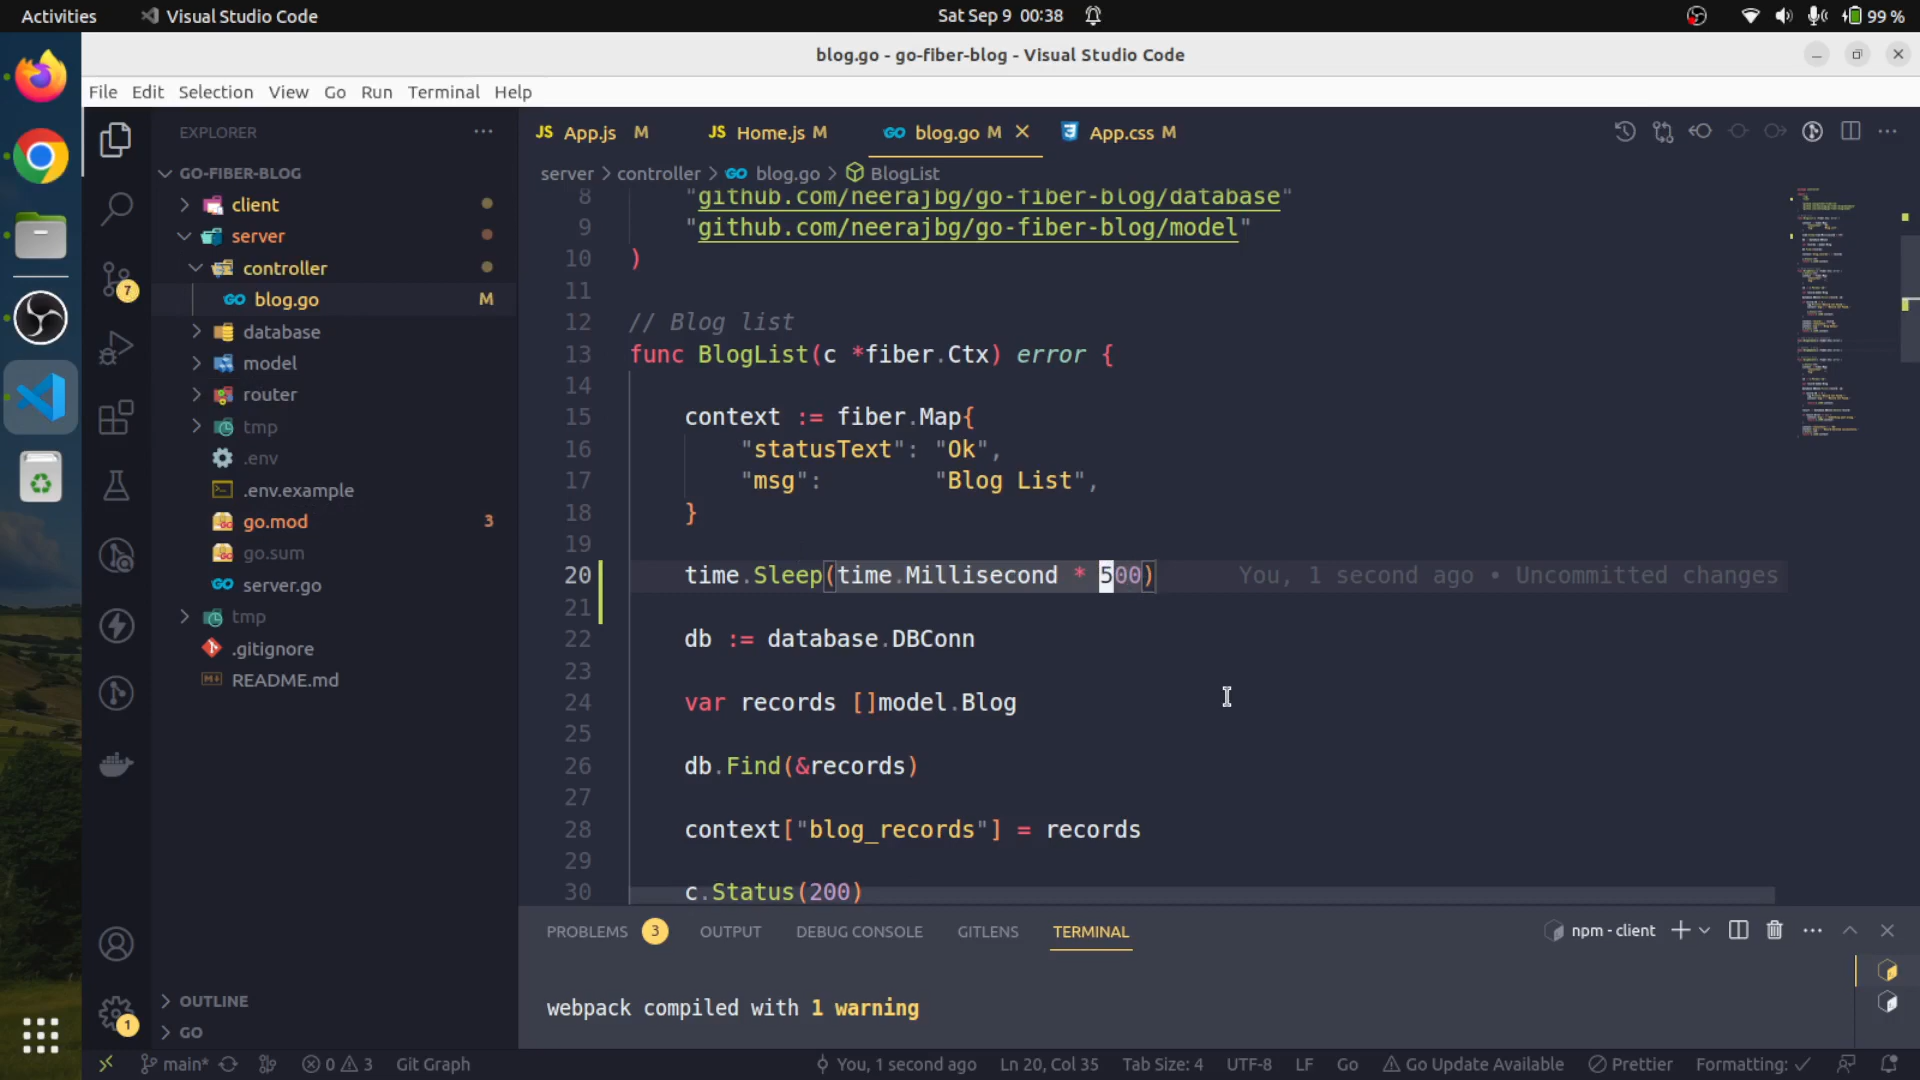 Activities
Visual Studio Code
Sat Sep 9 00:38
99 %
blog.go - go-fiber-blog - Visual Studio Code
File Edit Selection View Go Run Terminal Help
EXPLORER
GO-FIBER-BLOG
client
server
controller
blog.go M
database
model
router
tmp
.env
.env.example
go.mod 3
go.sum
server.go
tmp
.gitignore
README.md
OUTLINE
GO
7
1
JS App.js M
JS Home.js M
blog.go M
App.css M
server > controller > blog.go > BlogList
8 "github.com/neerajbg/go-fiber-blog/database"
9 "github.com/neerajbg/go-fiber-blog/model"
10 )
11
12 // Blog list
13 func BlogList(c *fiber.Ctx) error {
14
15 context := fiber.Map{
16 "statusText": "Ok",
17 "msg": "Blog List",
18 }
19
20 time.Sleep(time.Millisecond * 500) You, 1 second ago • Uncommitted changes
21
22 db := database.DBConn
23
24 var records []model.Blog
25
26 db.Find(&records)
27
28 context["blog_records"] = records
29
30 c.Status(200)
PROBLEMS 3 OUTPUT DEBUG CONSOLE GITLENS TERMINAL
npm - client
webpack compiled with 1 warning
main* 0 3 Git Graph
You, 1 second ago Ln 20, Col 35 Tab Size: 4 UTF-8 LF Go Go Update Available Prettier Formatting: ✓